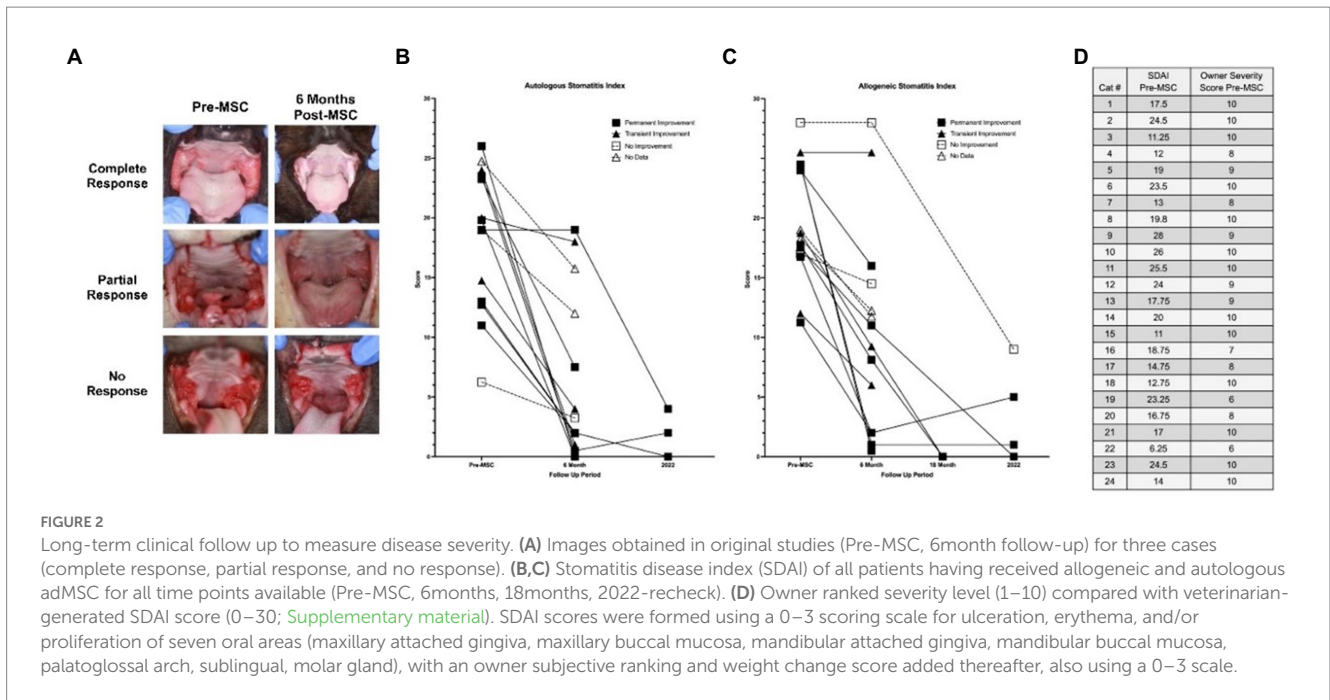 A
Pre-MSC
6 Months
Post-MSC
Complete
Response
Partial
Response
No
Response
B
Autologous Stomatitis Index
30
25
20
15
10
5
0
Score
Permanent Improvement
Transient Improvement
No Improvement
No Data
Pre-MSC 6 Month 2022
Follow Up Period
C
Allogeneic Stomatitis Index
30
25
20
15
10
5
0
Score
Permanent Improvement
Transient Improvement
No Improvement
No Data
Pre-MSC 6 Month 18 Month 2022
Follow Up Period
D
Cat # SDAI Pre-MSC Owner Severity Score Pre-MSC
1 17.5 10
2 24.5 10
3 11.25 10
4 12 8
5 19 9
6 23.5 10
7 13 8
8 19.8 10
9 28 9
10 26 10
11 25.5 10
12 24 9
13 17.75 9
14 20 10
15 11 10
16 18.75 7
17 14.75 8
18 12.75 10
19 23.25 6
20 16.75 8
21 17 10
22 6.25 6
23 24.5 10
24 14 10
FIGURE 2
Long-term clinical follow up to measure disease severity. (A) Images obtained in original studies (Pre-MSC, 6month follow-up) for three cases
(complete response, partial response, and no response). (B,C) Stomatitis disease index (SDAI) of all patients having received allogeneic and autologous
adMSC for all time points available (Pre-MSC, 6months, 18months, 2022-recheck). (D) Owner ranked severity level (1–10) compared with veterinarian-
generated SDAI score (0–30; Supplementary material). SDAI scores were formed using a 0–3 scoring scale for ulceration, erythema, and/or
proliferation of seven oral areas (maxillary attached gingiva, maxillary buccal mucosa, mandibular attached gingiva, mandibular buccal mucosa,
palatoglossal arch, sublingual, molar gland), with an owner subjective ranking and weight change score added thereafter, also using a 0–3 scale.